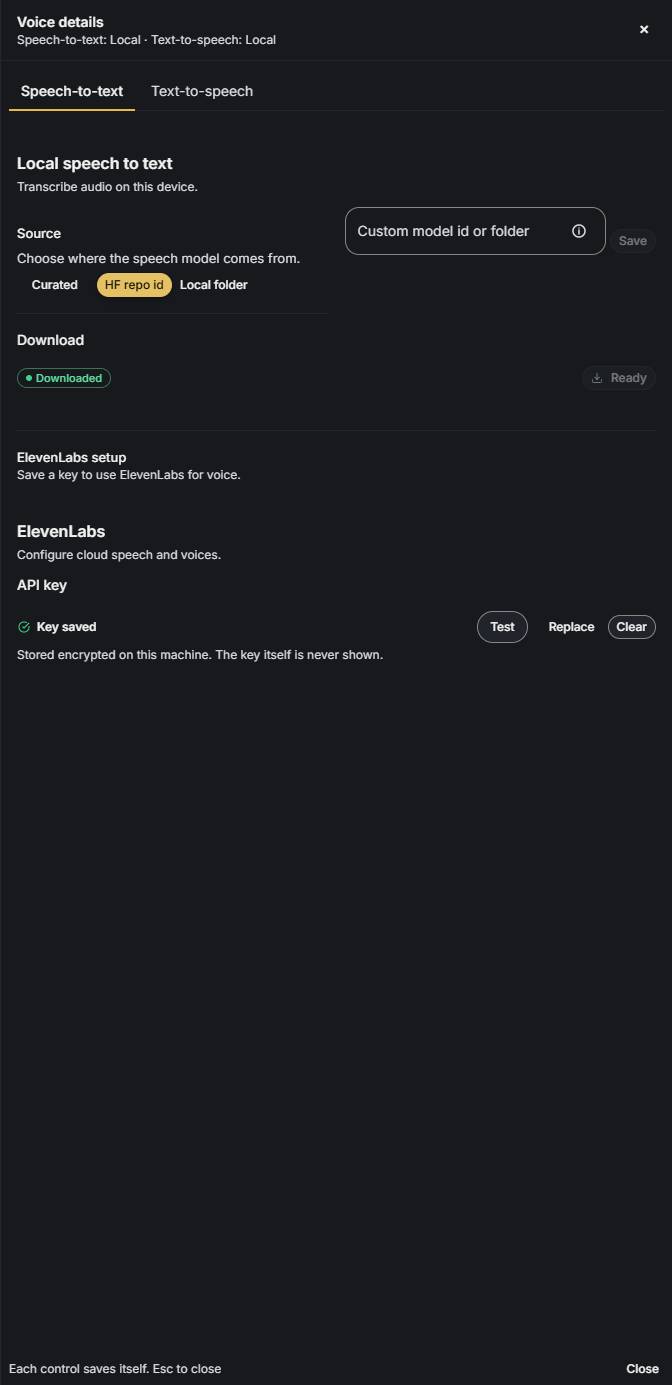 Voice details
Speech-to-text: Local · Text-to-speech: Local
Speech-to-text
Text-to-speech
Local speech to text
Transcribe audio on this device.
Source
Choose where the speech model comes from.
Curated
HF repo id
Local folder
Custom model id or folder
Save
Download
Downloaded
Ready
ElevenLabs setup
Save a key to use ElevenLabs for voice.
ElevenLabs
Configure cloud speech and voices.
API key
Key saved
Test
Replace
Clear
Stored encrypted on this machine. The key itself is never shown.
Each control saves itself. Esc to close
Close